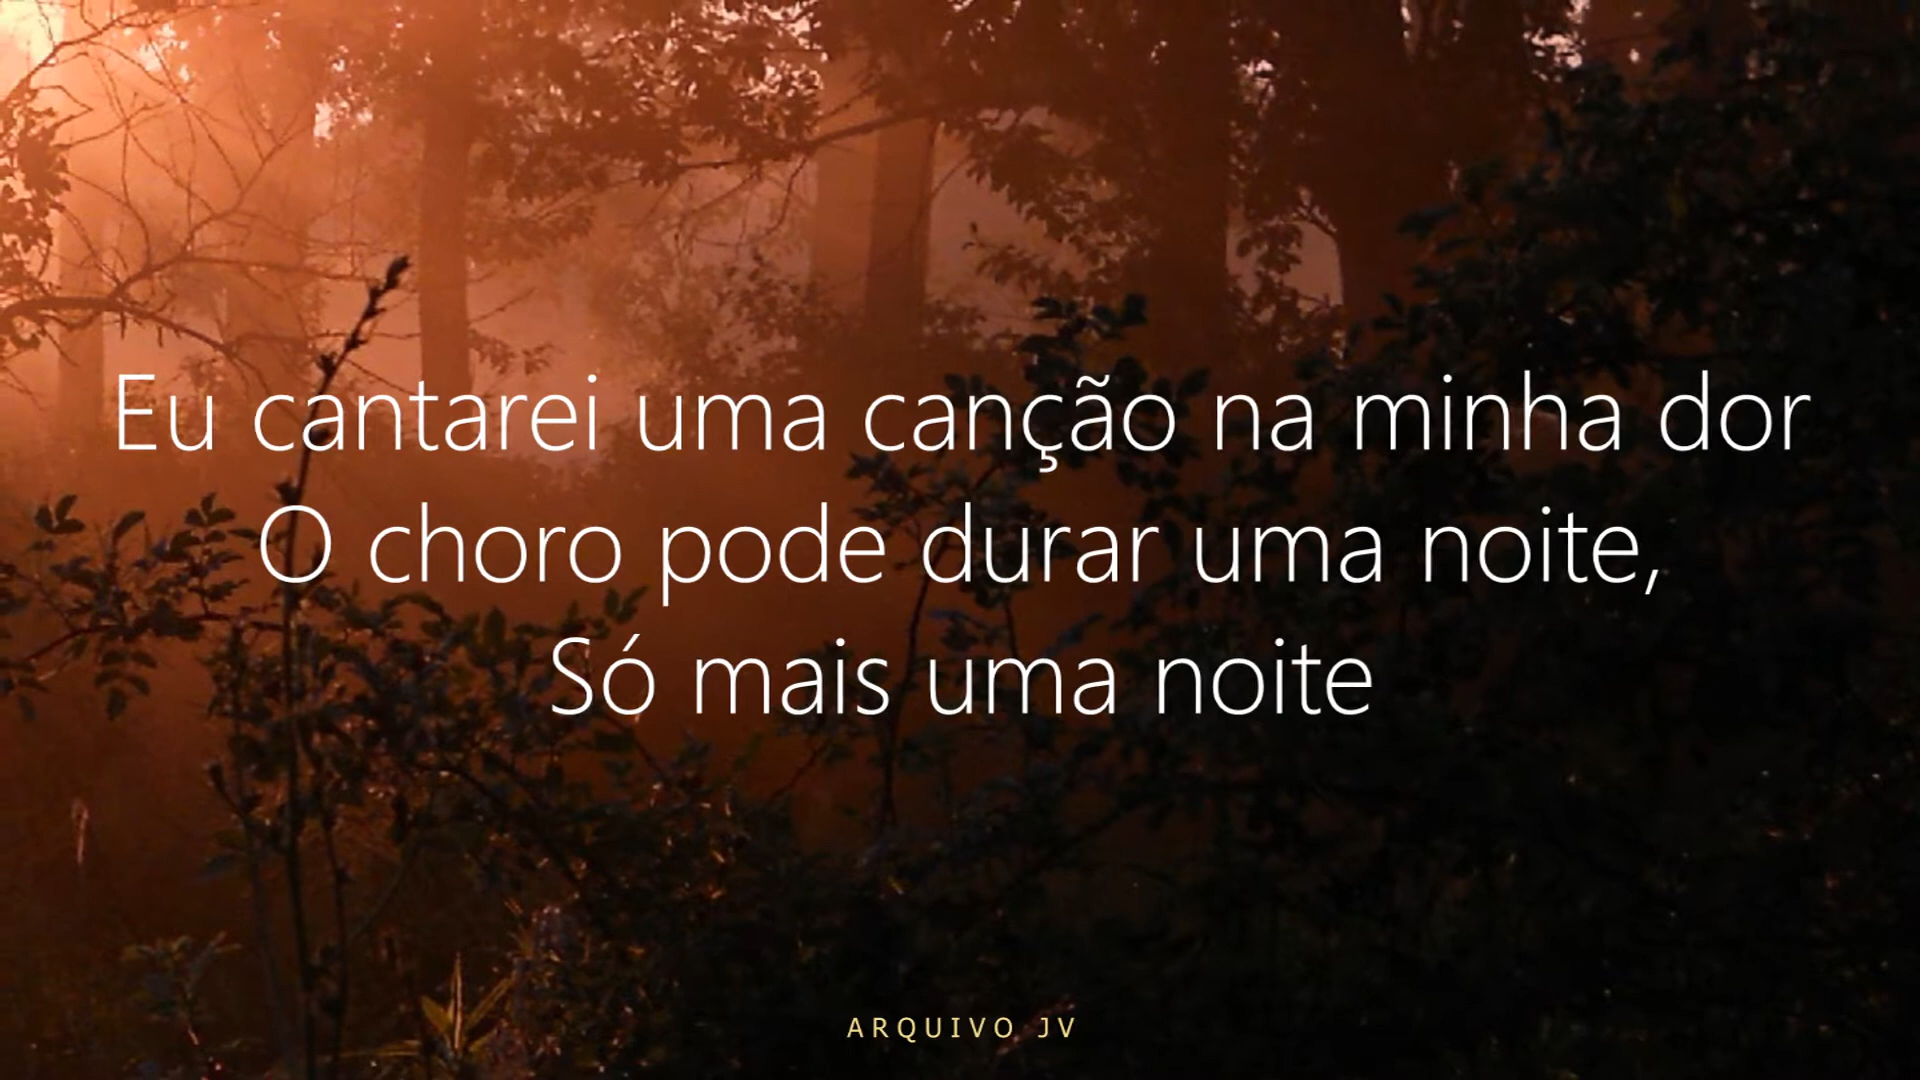 Eu cantarei uma canção na minha dor
O choro pode durar uma noite,
Só mais uma noite
ARQUIVO JV